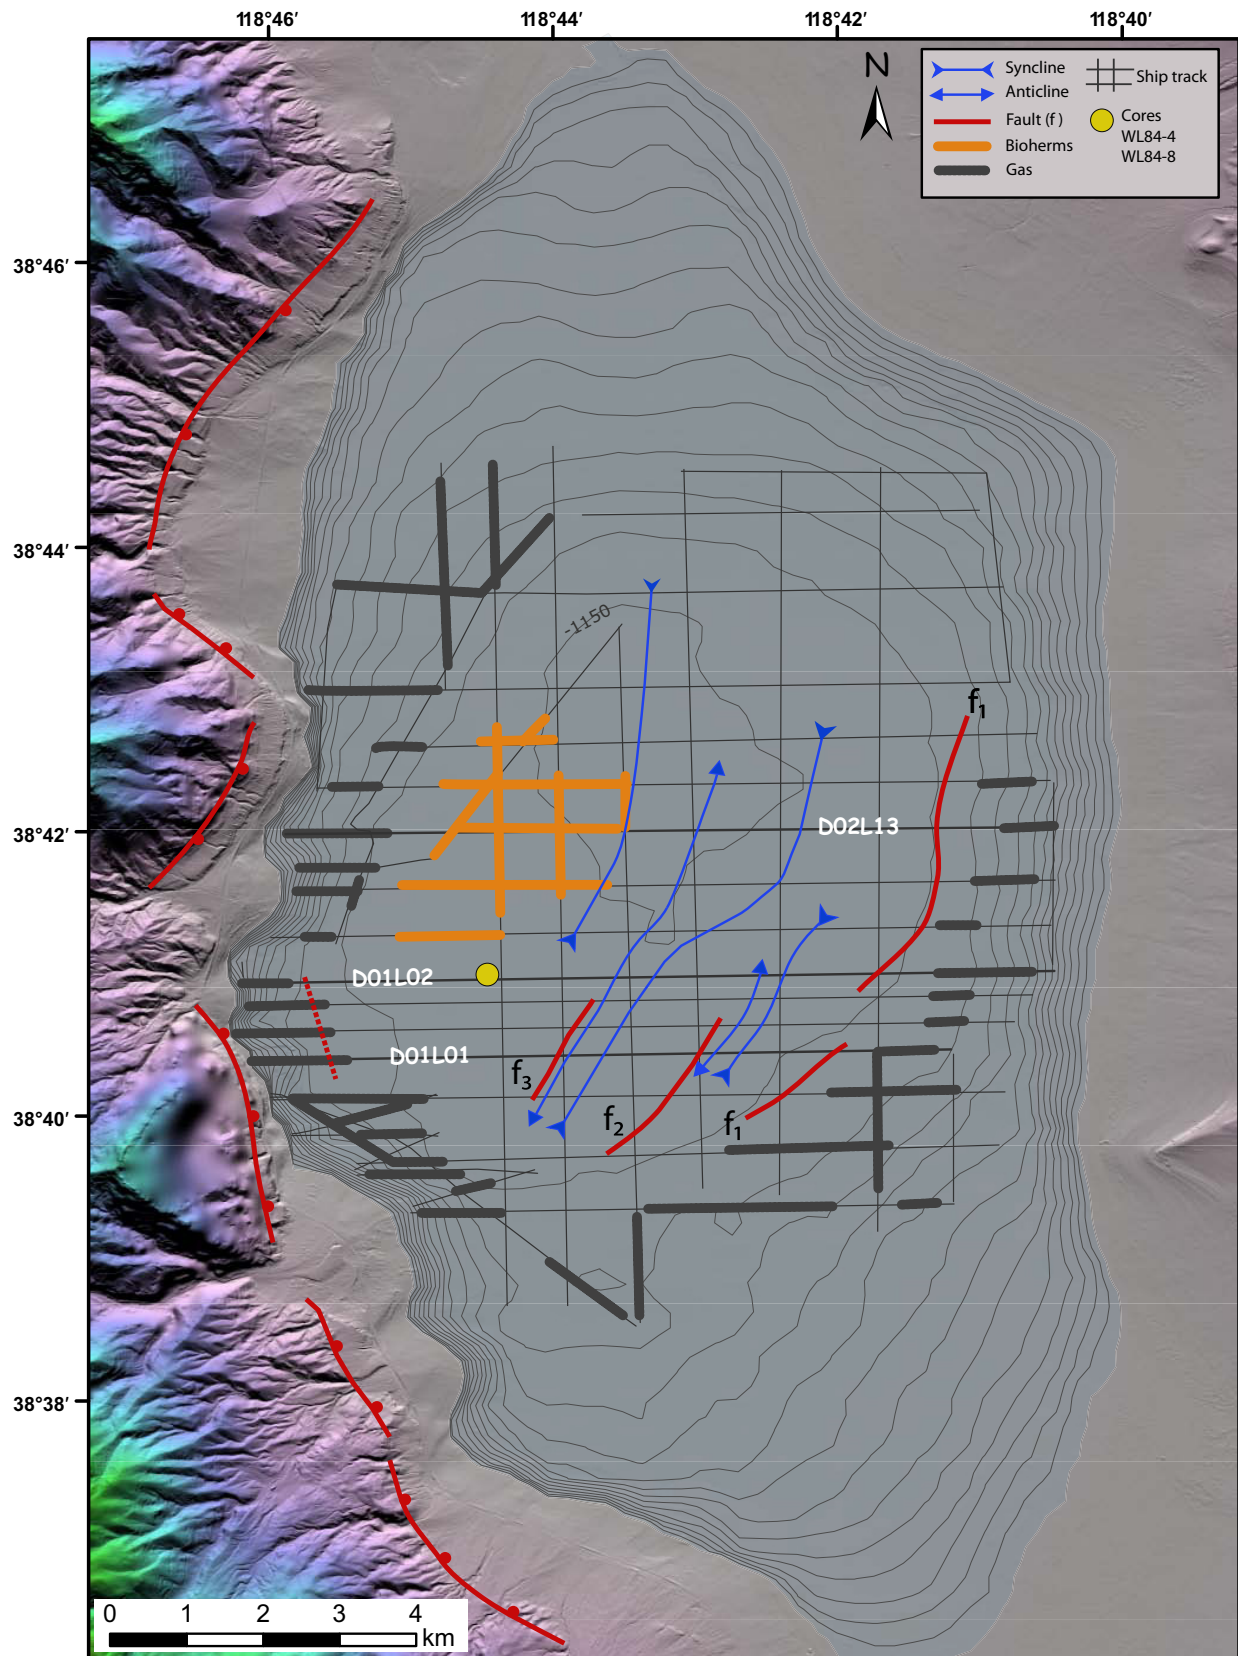 118°46′ 118°44′ 118°42′ 118°40′
N
Syncline
Anticline
Fault (f)
Bioherms
Gas
Ship track
Cores
WL84-4
WL84-8
38°46′
38°44′
38°42′
38°40′
38°38′
-1150
f₁
D02L13
D01L02
D01L01
f₃
f₂
f₁
0 1 2 3 4
km